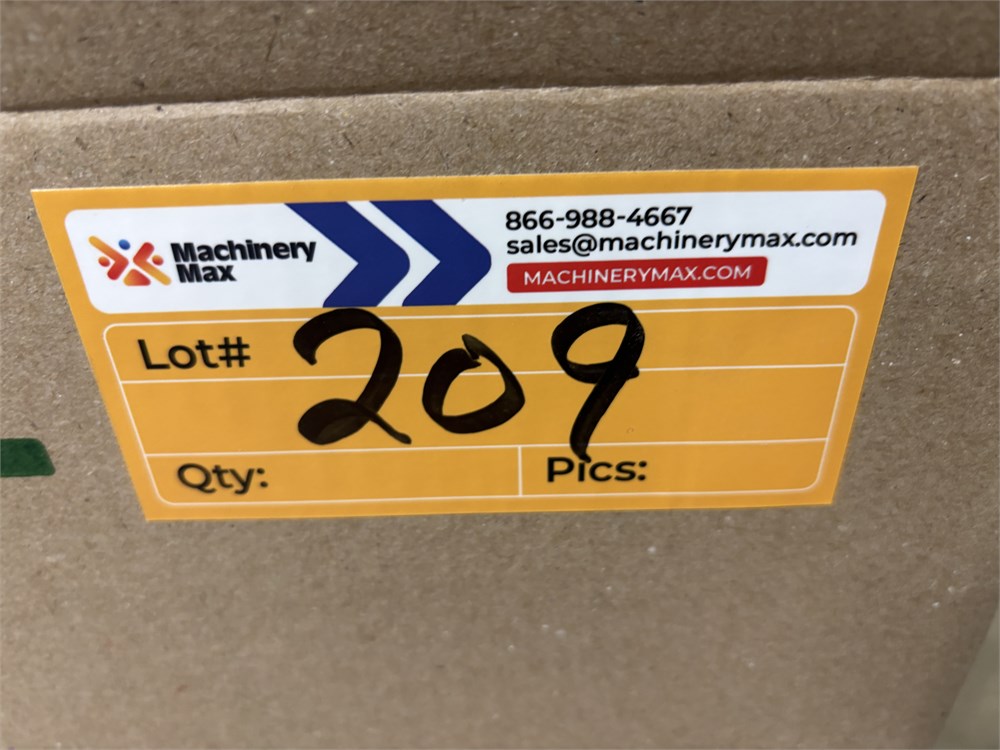 Machinery
Max
866-988-4667
sales@machinerymax.com
MACHINERYMAX.COM
Lot# 209
Qty:
Pics: